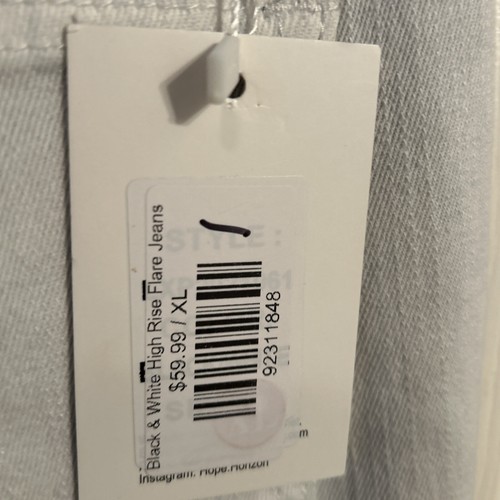 Black & White High Rise Flare Jeans
$59.99 / XL
92311848
STYLE :
Instagram: Hope.Horizon